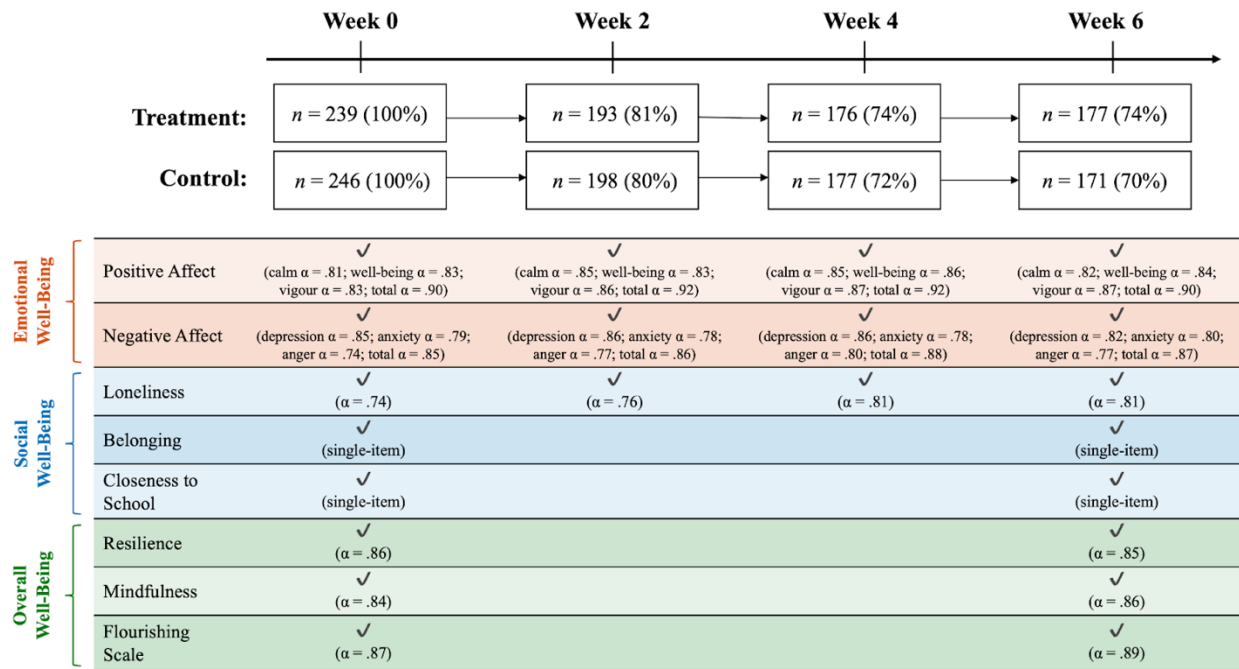 Week 0 Week 2 Week 4 Week 6
Treatment: n = 239 (100%) n = 193 (81%) n = 176 (74%) n = 177 (74%)
Control: n = 246 (100%) n = 198 (80%) n = 177 (72%) n = 171 (70%)
Emotional
Well-Being
Positive Affect
✓ ✓ ✓ ✓
(calm α = .81; well-being α = .83; (calm α = .85; well-being α = .83; (calm α = .85; well-being α = .86; (calm α = .82; well-being α = .84;
vigour α = .83; total α = .90) vigour α = .86; total α = .92) vigour α = .87; total α = .92) vigour α = .87; total α = .90)
Negative Affect
✓ ✓ ✓ ✓
(depression α = .85; anxiety α = .79; (depression α = .86; anxiety α = .78; (depression α = .86; anxiety α = .78; (depression α = .82; anxiety α = .80;
anger α = .74; total α = .85) anger α = .77; total α = .86) anger α = .80; total α = .88) anger α = .77; total α = .87)
Social
Well-Being
Loneliness
✓ ✓ ✓ ✓
(α = .74) (α = .76) (α = .81) (α = .81)
Belonging
✓ ✓
(single-item) (single-item)
Closeness to
School
✓ ✓
(single-item) (single-item)
Overall
Well-Being
Resilience
✓ ✓
(α = .86) (α = .85)
Mindfulness
✓ ✓
(α = .84) (α = .86)
Flourishing
Scale
✓ ✓
(α = .87) (α = .89)